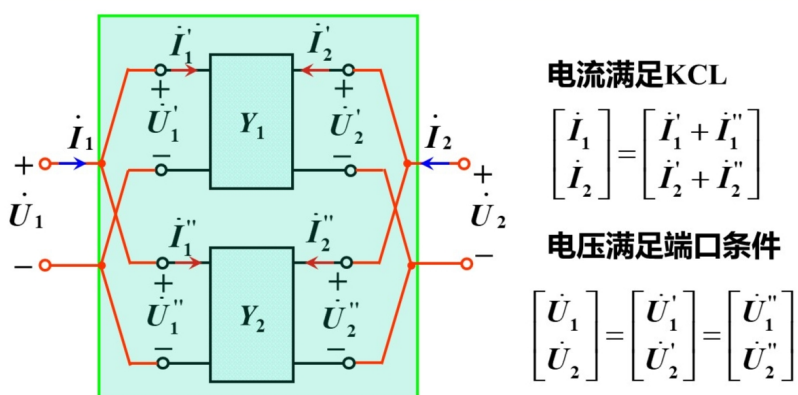 İ₁' İ₂'
+ +
İ₁ U̇₁' Y₁ U̇₂' İ₂
+ − − +
U̇₁ İ₁'' İ₂'' U̇₂
− + + −
U̇₁'' Y₂ U̇₂''
− −
电流满足KCL
[İ₁ İ₂] = [İ₁' + İ₁'' İ₂' + İ₂'']
电压满足端口条件
[U̇₁ U̇₂] = [U̇₁' U̇₂'] = [U̇₁'' U̇₂'']